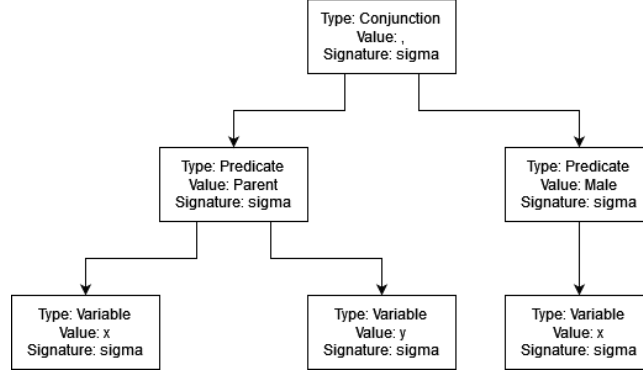 Type: Conjunction
Value: ,
Signature: sigma
Type: Predicate
Value: Parent
Signature: sigma
Type: Predicate
Value: Male
Signature: sigma
Type: Variable
Value: x
Signature: sigma
Type: Variable
Value: y
Signature: sigma
Type: Variable
Value: x
Signature: sigma